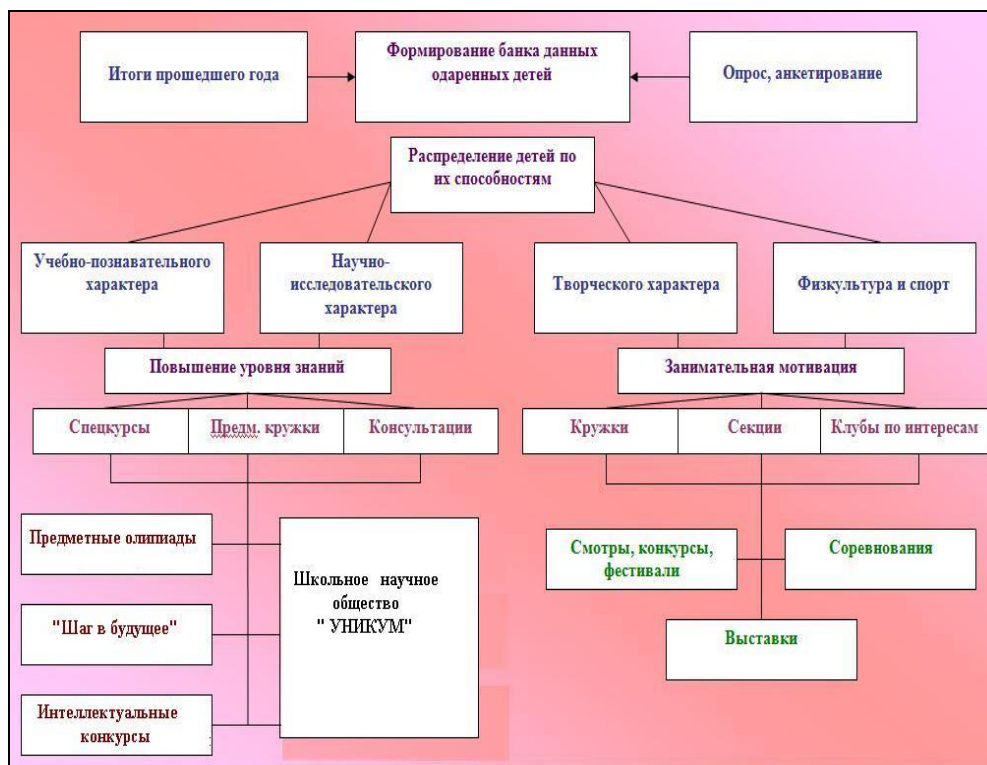 Итоги прошедшего года
Формирование банка данных
одаренных детей
Опрос, анкетирование
Распределение детей по
их способностям
Учебно-познавательного
характера
Научно-
исследовательского
характера
Творческого характера
Физкультура и спорт
Повышение уровня знаний
Занимательная мотивация
Спецкурсы
Предм. кружки
Консультации
Кружки
Секции
Клубы по интересам
Предметные олипиады
Школьное научное
общество
" УНИКУМ"
Смотры, конкурсы,
фестивали
Соревнования
"Шаг в будущее"
Выставки
Интеллектуальные
конкурсы